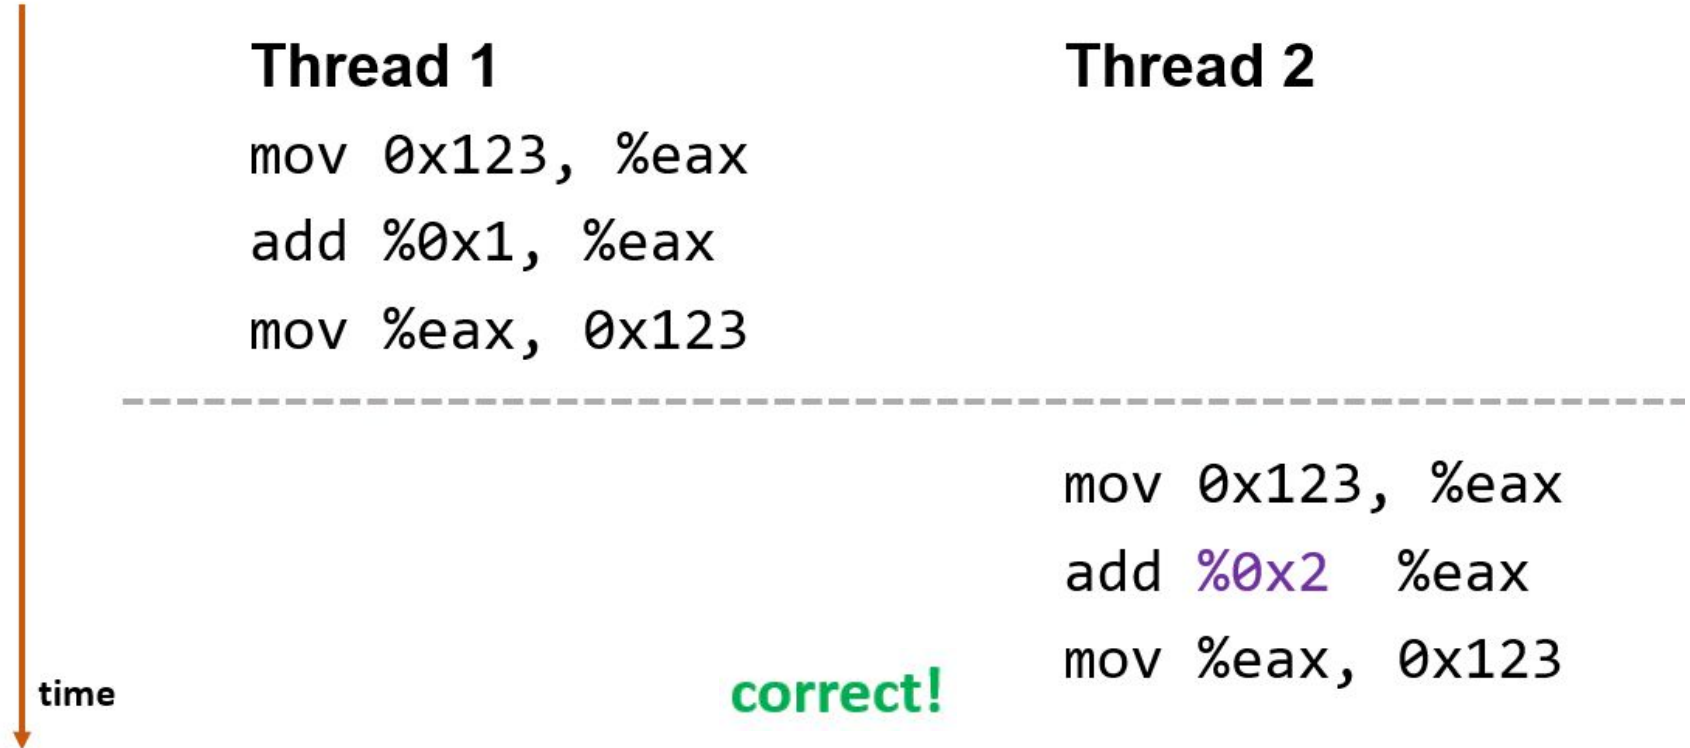 Thread 1
Thread 2
mov 0x123, %eax
add %0x1, %eax
mov %eax, 0x123
mov 0x123, %eax
add %0x2  %eax
mov %eax, 0x123
time
correct!